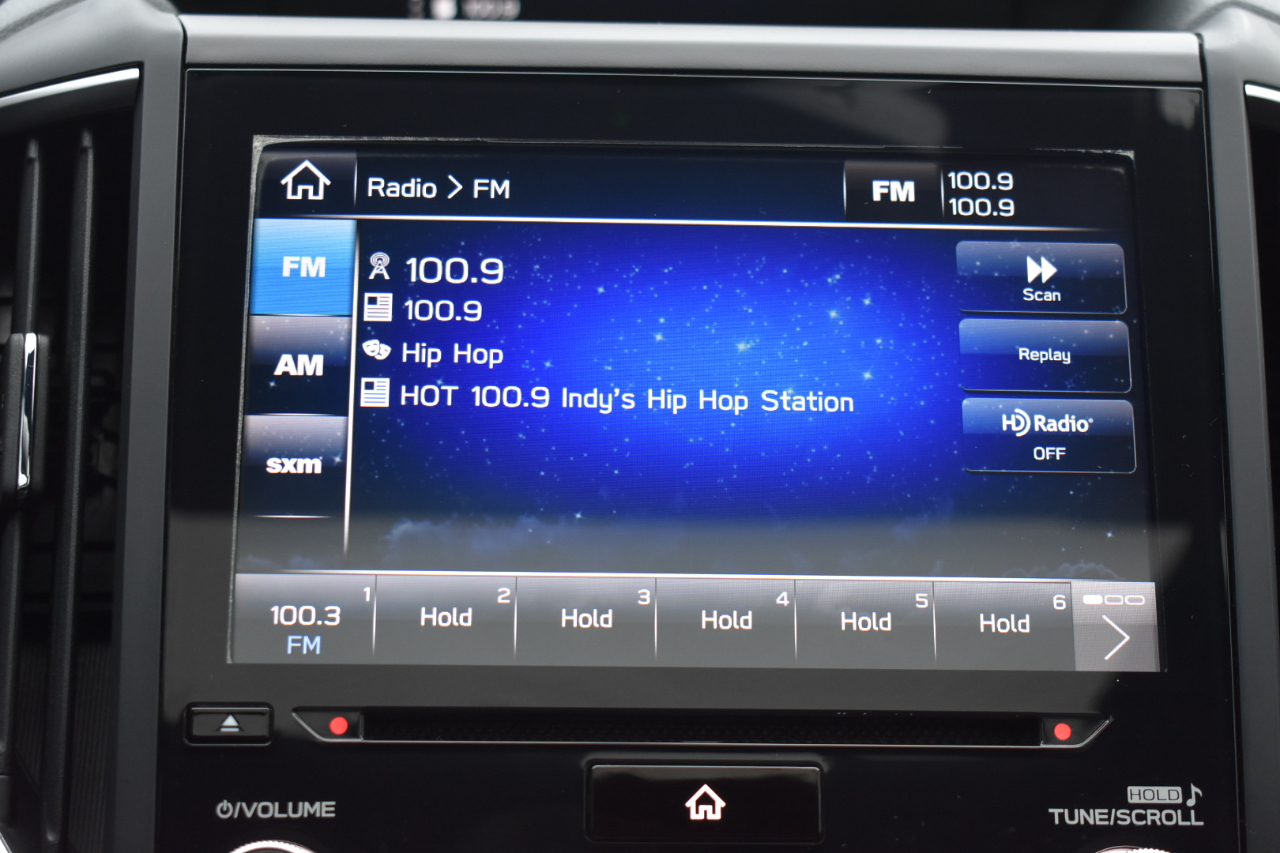 Radio > FM
FM
100.9
100.9
FM
AM
sxm
100.9
100.9
Hip Hop
HOT 100.9 Indy's Hip Hop Station
Scan
Replay
HD Radio®
OFF
1
100.3
FM
2
Hold
3
Hold
4
Hold
5
Hold
6
Hold
/VOLUME
HOLD
TUNE/SCROLL